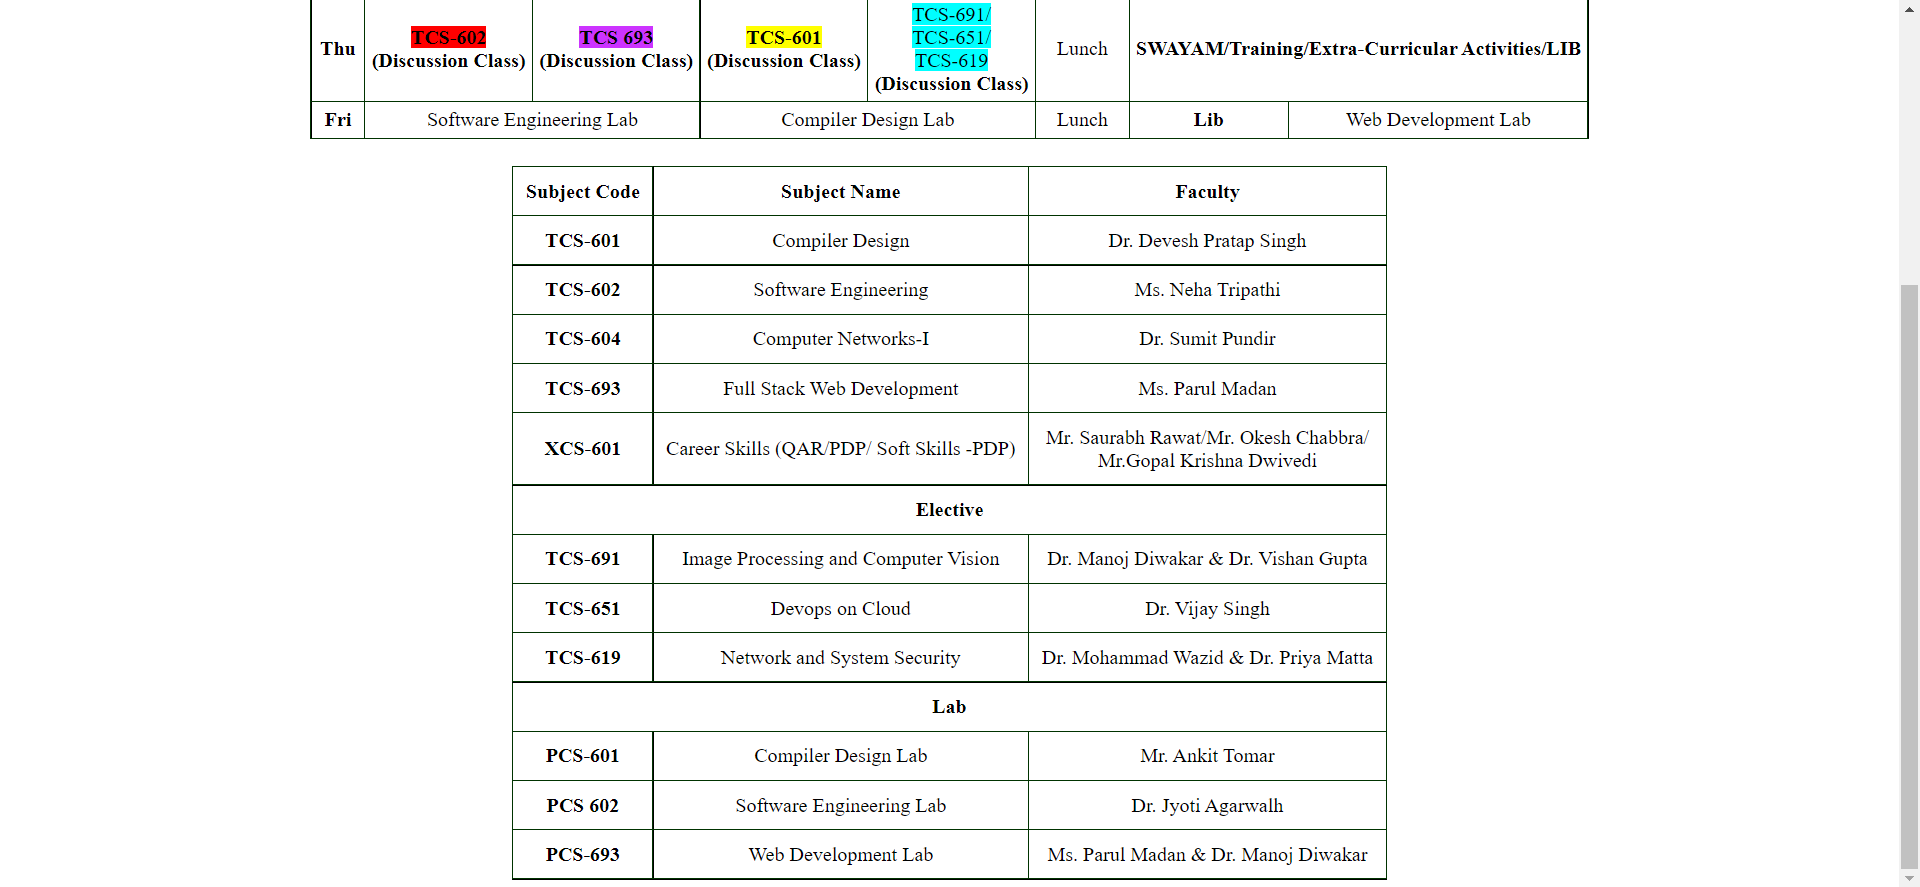 Thu
TCS-602
(Discussion Class)
TCS 693
(Discussion Class)
TCS-601
(Discussion Class)
TCS-691/
TCS-651/
TCS-619
(Discussion Class)
Lunch
SWAYAM/Training/Extra-Curricular Activities/LIB
Fri
Software Engineering Lab
Compiler Design Lab
Lunch
Lib
Web Development Lab
Subject Code
Subject Name
Faculty
TCS-601
Compiler Design
Dr. Devesh Pratap Singh
TCS-602
Software Engineering
Ms. Neha Tripathi
TCS-604
Computer Networks-I
Dr. Sumit Pundir
TCS-693
Full Stack Web Development
Ms. Parul Madan
XCS-601
Career Skills (QAR/PDP/ Soft Skills -PDP)
Mr. Saurabh Rawat/Mr. Okesh Chabbra/
Mr.Gopal Krishna Dwivedi
Elective
TCS-691
Image Processing and Computer Vision
Dr. Manoj Diwakar & Dr. Vishan Gupta
TCS-651
Devops on Cloud
Dr. Vijay Singh
TCS-619
Network and System Security
Dr. Mohammad Wazid & Dr. Priya Matta
Lab
PCS-601
Compiler Design Lab
Mr. Ankit Tomar
PCS 602
Software Engineering Lab
Dr. Jyoti Agarwalh
PCS-693
Web Development Lab
Ms. Parul Madan & Dr. Manoj Diwakar